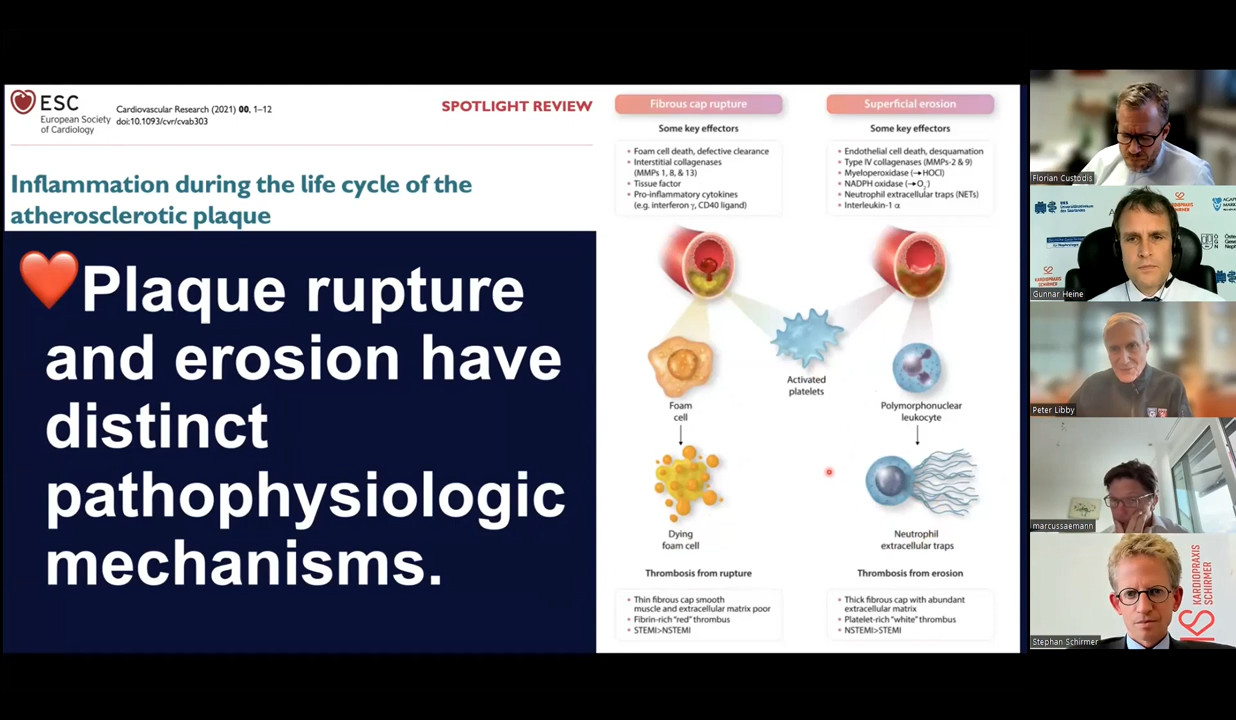 ESC
European Society
of Cardiology
Cardiovascular Research (2021) 00, 1–12
doi:10.1093/cvr/cvab303
SPOTLIGHT REVIEW
Inflammation during the life cycle of the
atherosclerotic plaque
Plaque rupture
and erosion have
distinct
pathophysiologic
mechanisms.
Fibrous cap rupture
Some key effectors
• Foam cell death, defective clearance
• Interstitial collagenases
(MMPs 1, 8, & 13)
• Tissue factor
• Pro-inflammatory cytokines
(e.g. interferon γ, CD40 ligand)
Superficial erosion
Some key effectors
• Endothelial cell death, desquamation
• Type IV collagenases (MMPs-2 & 9)
• Myeloperoxidase (→HOCl)
• NADPH oxidase (→O₂⁻)
• Neutrophil extracellular traps (NETs)
• Interleukin-1 α
Activated
platelets
Foam
cell
Polymorphonuclear
leukocyte
Dying
foam cell
Neutrophil
extracellular traps
Thrombosis from rupture
• Thin fibrous cap smooth
muscle and extracellular matrix poor
• Fibrin-rich "red" thrombus
• STEMI>NSTEMI
Thrombosis from erosion
• Thick fibrous cap with abundant
extracellular matrix
• Platelet-rich "white" thrombus
• NSTEMI>STEMI
Florian Custodis
Gunnar Heine
Peter Libby
marcussaemann
KARDIOPRAXIS
SCHIRMER
Stephan Schirmer